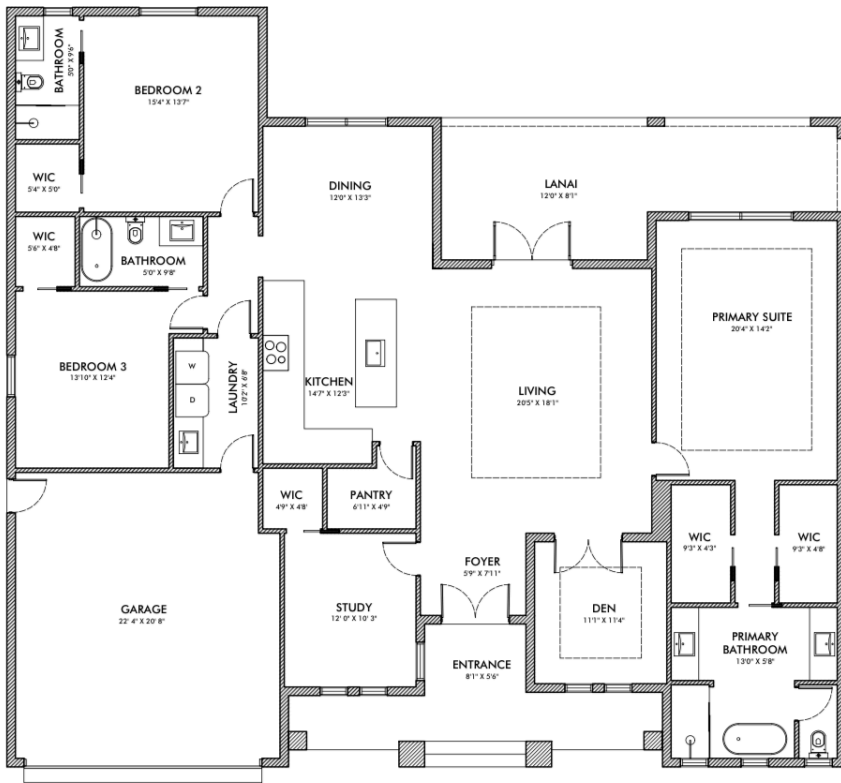 BATHROOM
5'0" X 9'6"
BEDROOM 2
15'4" X 13'7"
WIC
5'4" X 5'0"
DINING
12'0" X 13'3"
LANAI
12'0" X 8'1"
WIC
5'6" X 4'8"
BATHROOM
5'0" X 9'8"
PRIMARY SUITE
20'4" X 14'2"
BEDROOM 3
13'10" X 12'4"
W
D
LAUNDRY
10'2" X 6'8"
KITCHEN
14'7" X 12'3"
LIVING
20'5" X 18'1"
WIC
4'9" X 4'8'
PANTRY
6'11" X 4'9"
WIC
9'3" X 4'3"
WIC
9'3" X 4'8"
FOYER
5'9" X 7'11"
GARAGE
22' 4" X 20' 8"
STUDY
12' 0" X 10' 3"
DEN
11'1" X 11'4"
PRIMARY
BATHROOM
13'0" X 5'8"
ENTRANCE
8'1" X 5'6"